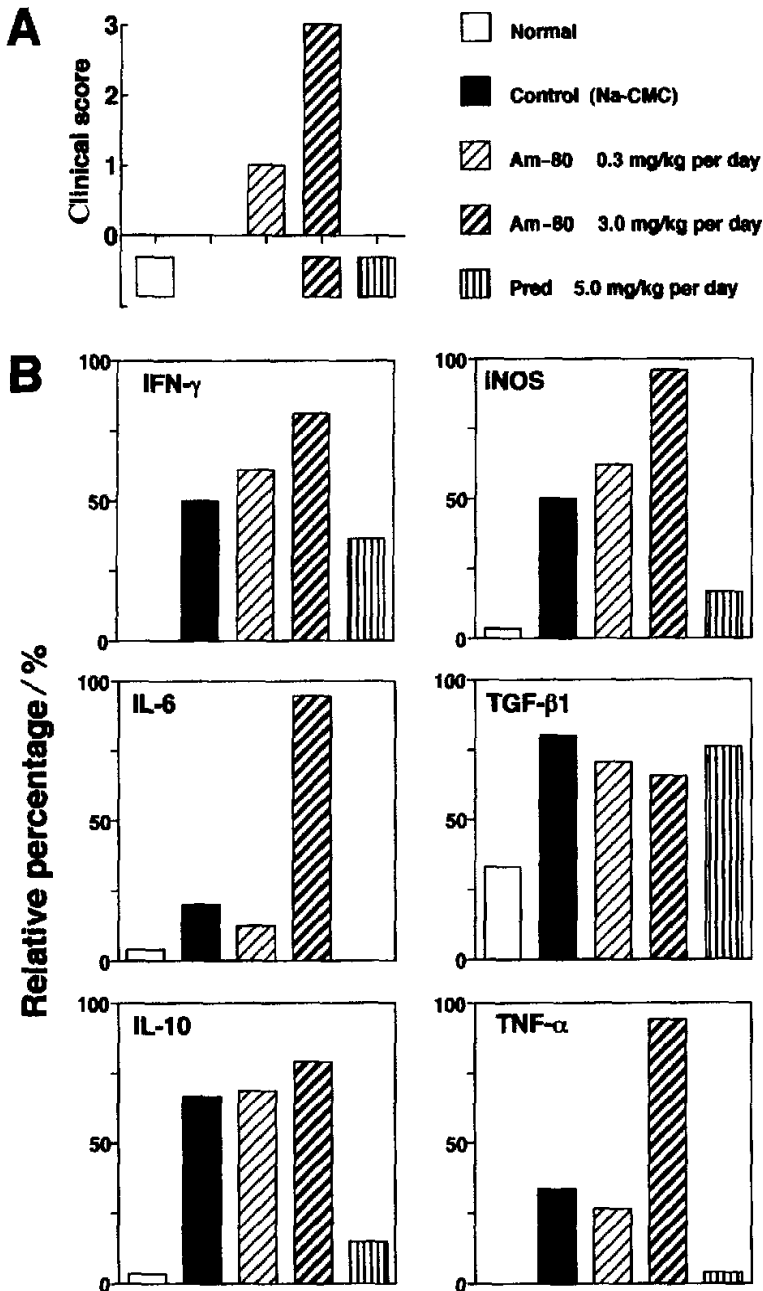 A
Clinical score
3
2
1
0
Normal
Control (Na-CMC)
Am-80 0.3 mg/kg per day
Am-80 3.0 mg/kg per day
Pred 5.0 mg/kg per day
B
Relative percentage / %
100
50
0
IFN-γ
100
50
0
iNOS
100
50
0
IL-6
100
50
0
TGF-β1
100
50
0
IL-10
100
50
0
TNF-α